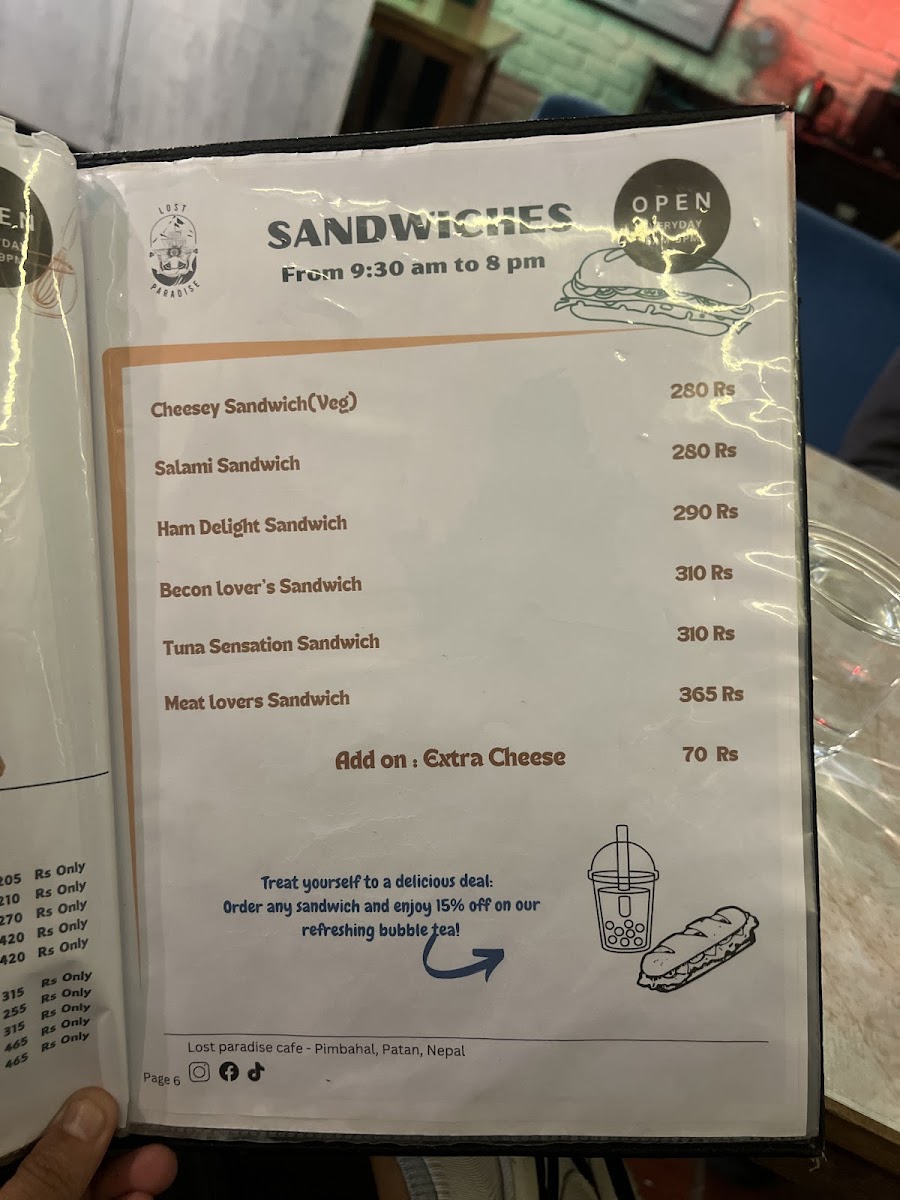 EN
DAY
9PM
LOST
PARADISE
SANDWICHES
From 9:30 am to 8 pm
OPEN
Cheesey Sandwich(Veg) 280 Rs
Salami Sandwich 280 Rs
Ham Delight Sandwich 290 Rs
Becon lover's Sandwich 310 Rs
Tuna Sensation Sandwich 310 Rs
Meat lovers Sandwich 365 Rs
Add on : Extra Cheese 70 Rs
Treat yourself to a delicious deal:
Order any sandwich and enjoy 15% off on our
refreshing bubble tea!
Lost paradise cafe - Pimbahal, Patan, Nepal
Page 6
205 Rs Only
210 Rs Only
270 Rs Only
420 Rs Only
420 Rs Only
315 Rs Only
255 Rs Only
315 Rs Only
465 Rs Only
465 Rs Only